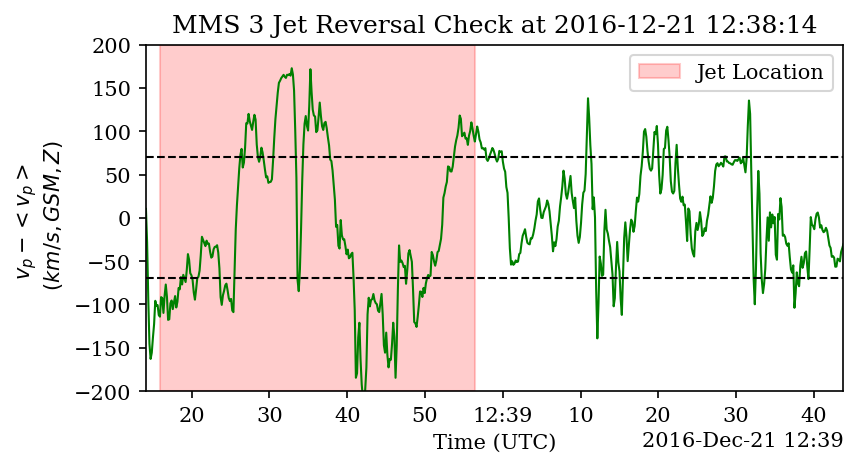 MMS 3 Jet Reversal Check at 2016-12-21 12:38:14
v_p − < v_p >
(km/s, GSM, Z)
200
150
100
50
0
−50
−100
−150
−200
Jet Location
20 30 40 50 12:39 10 20 30 40
Time (UTC)
2016-Dec-21 12:39